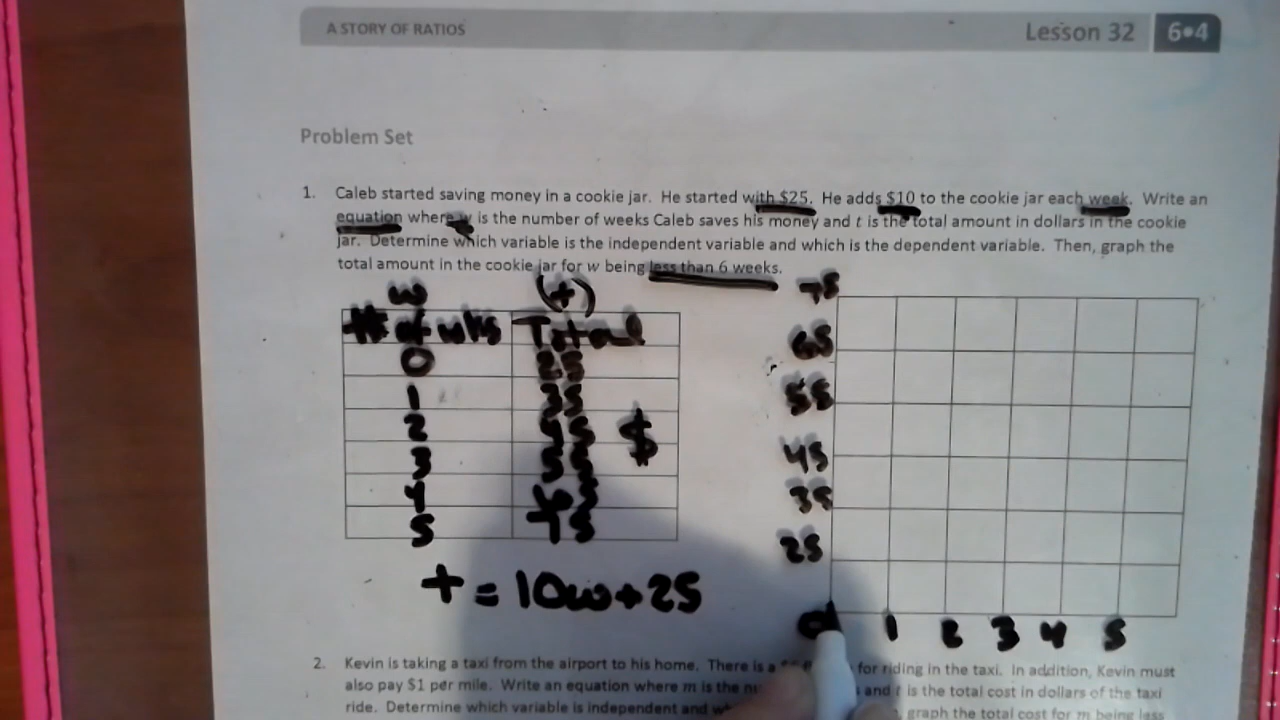 A STORY OF RATIOS
Lesson 32
6•4
Problem Set
1. Caleb started saving money in a cookie jar. He started with $25. He adds $10 to the cookie jar each week. Write an
equation where w is the number of weeks Caleb saves his money and t is the total amount in dollars in the cookie
jar. Determine which variable is the independent variable and which is the dependent variable. Then, graph the
total amount in the cookie jar for w being less than 6 weeks.
w (t)
# of wks Total
0 25
1 35
2 45
3 55
4
5 75
$
t = 10w+25
75
65
55
45
35
25
0 1 2 3 4 5
2. Kevin is taking a taxi from the airport to his home. There is a for riding in the taxi. In addition, Kevin must
also pay $1 per mile. Write an equation where m is the and t is the total cost in dollars of the taxi
ride. Determine which variable is independent and graph the total cost for m being less